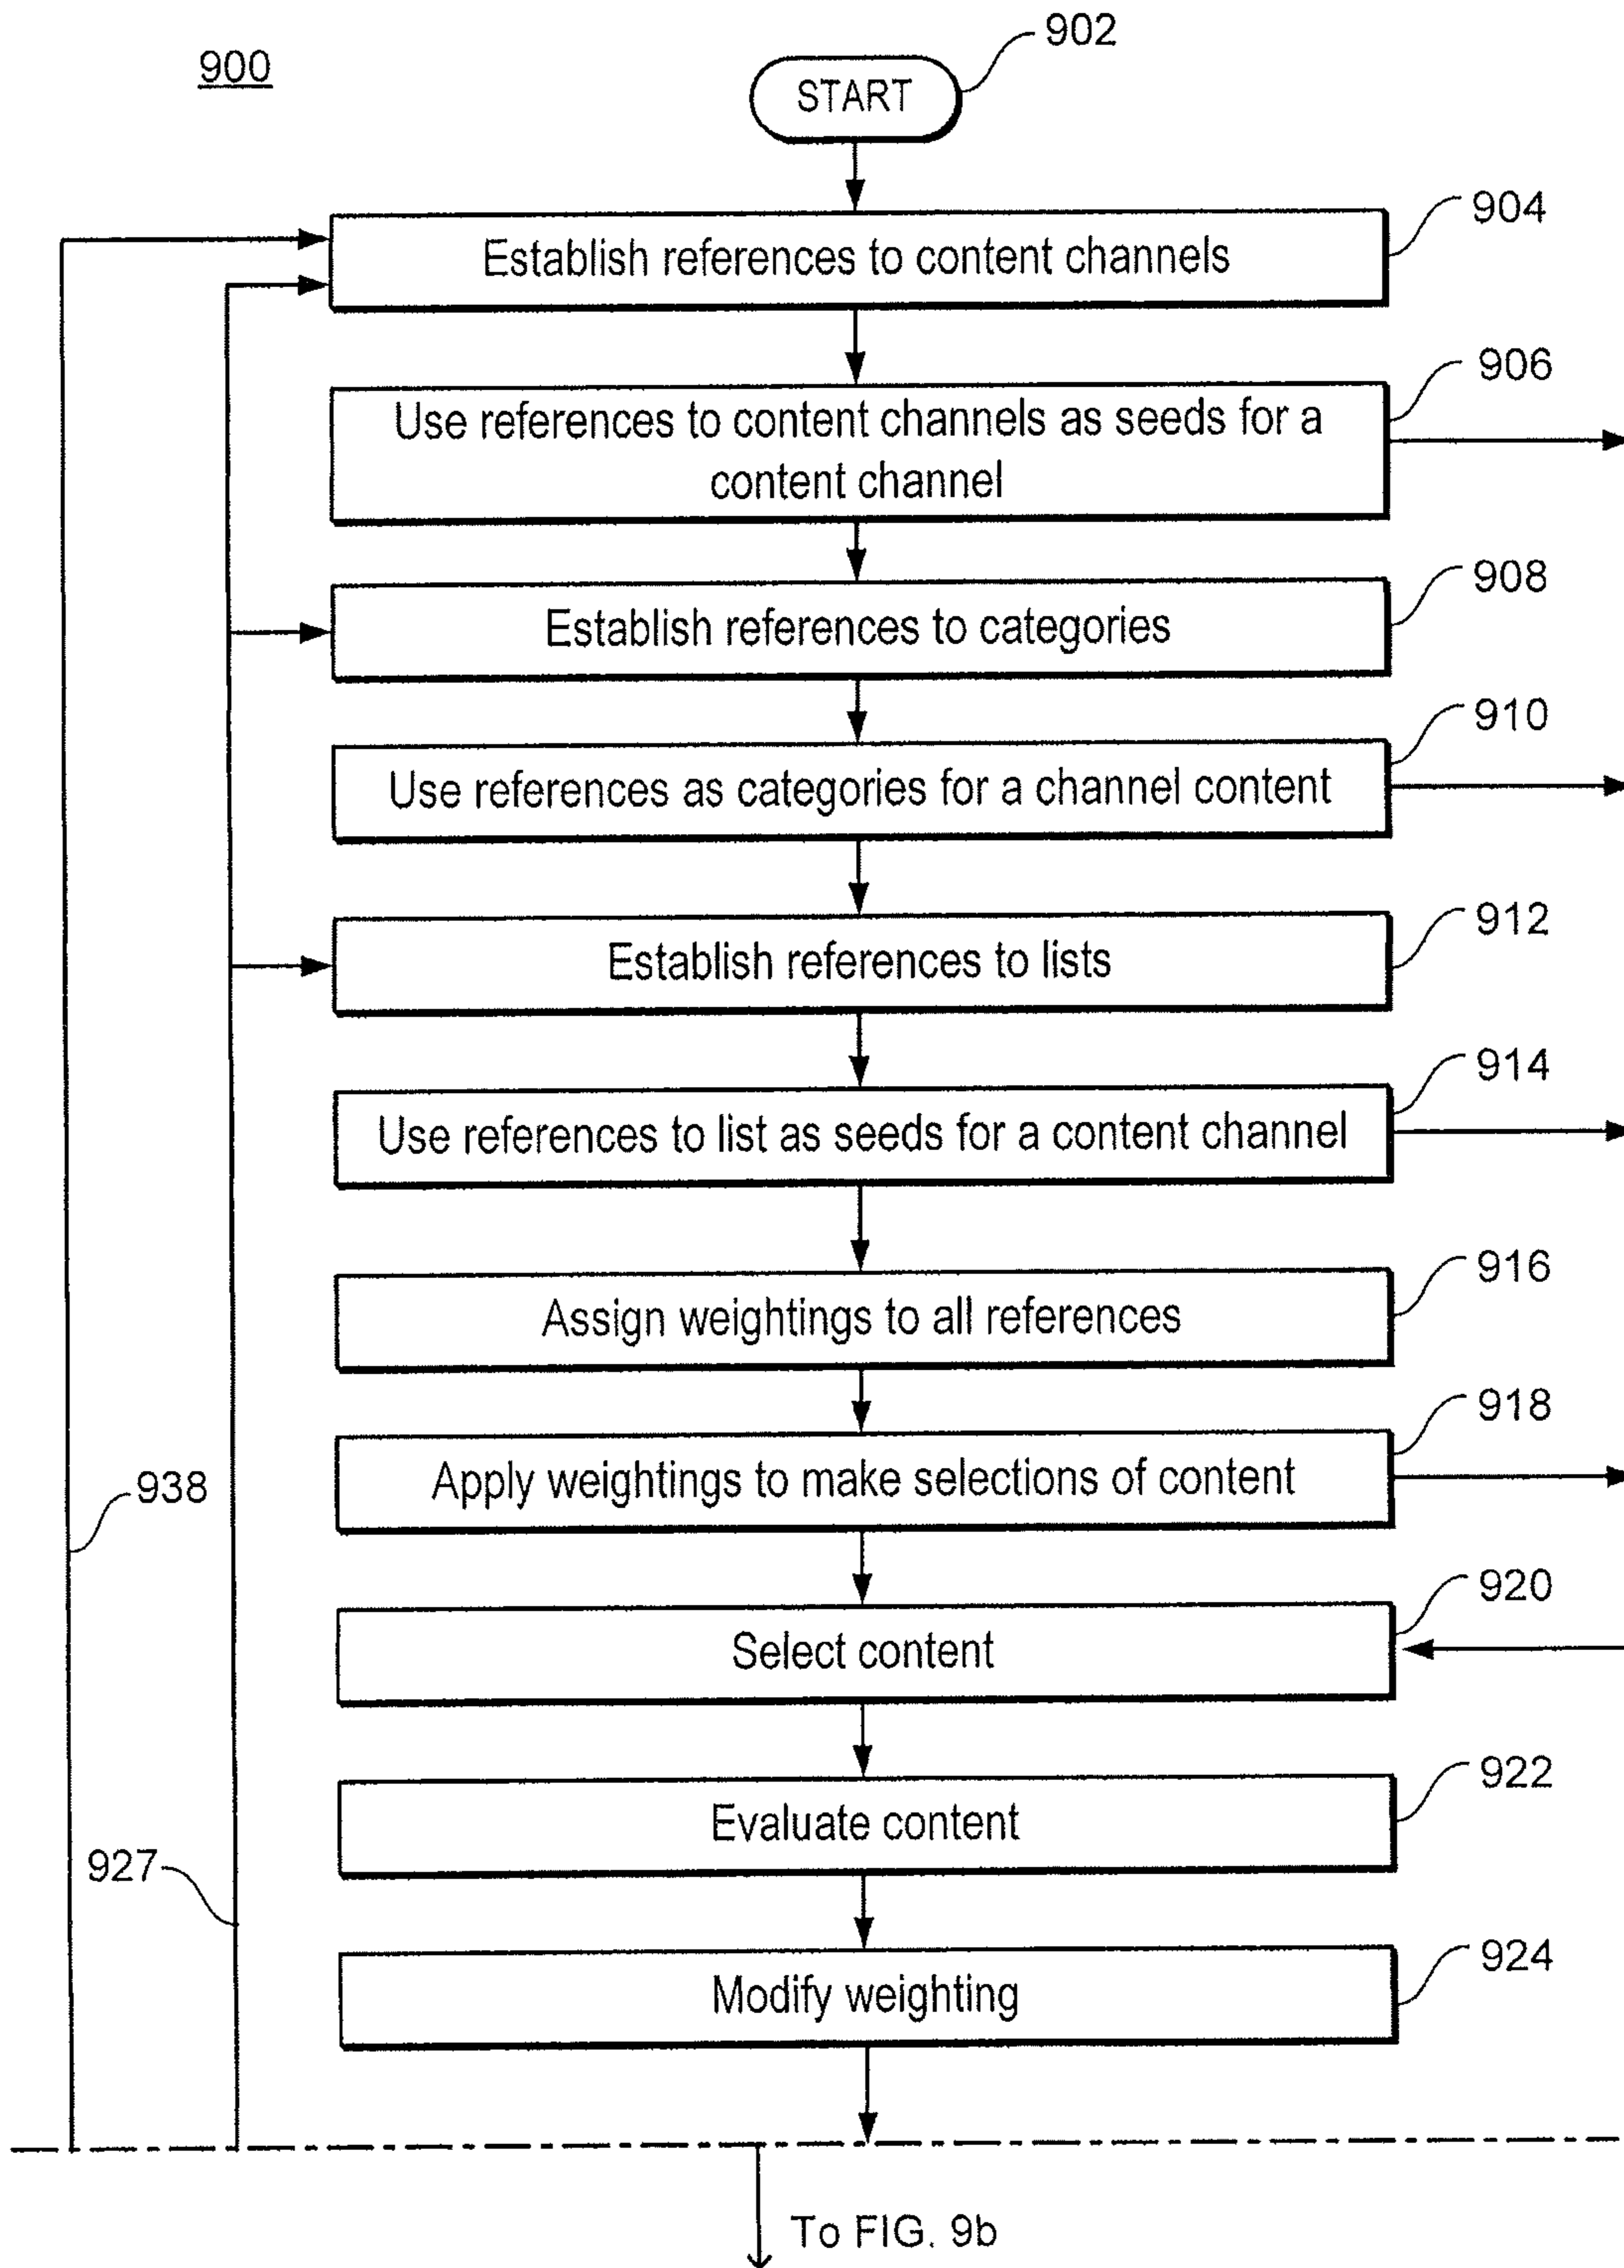 900
902
START
904
Establish references to content channels
906
Use references to content channels as seeds for a
content channel
908
Establish references to categories
910
Use references as categories for a channel content
912
Establish references to lists
914
Use references to list as seeds for a content channel
916
Assign weightings to all references
918
Apply weightings to make selections of content
938
920
Select content
922
Evaluate content
927
924
Modify weighting
To FIG. 9b